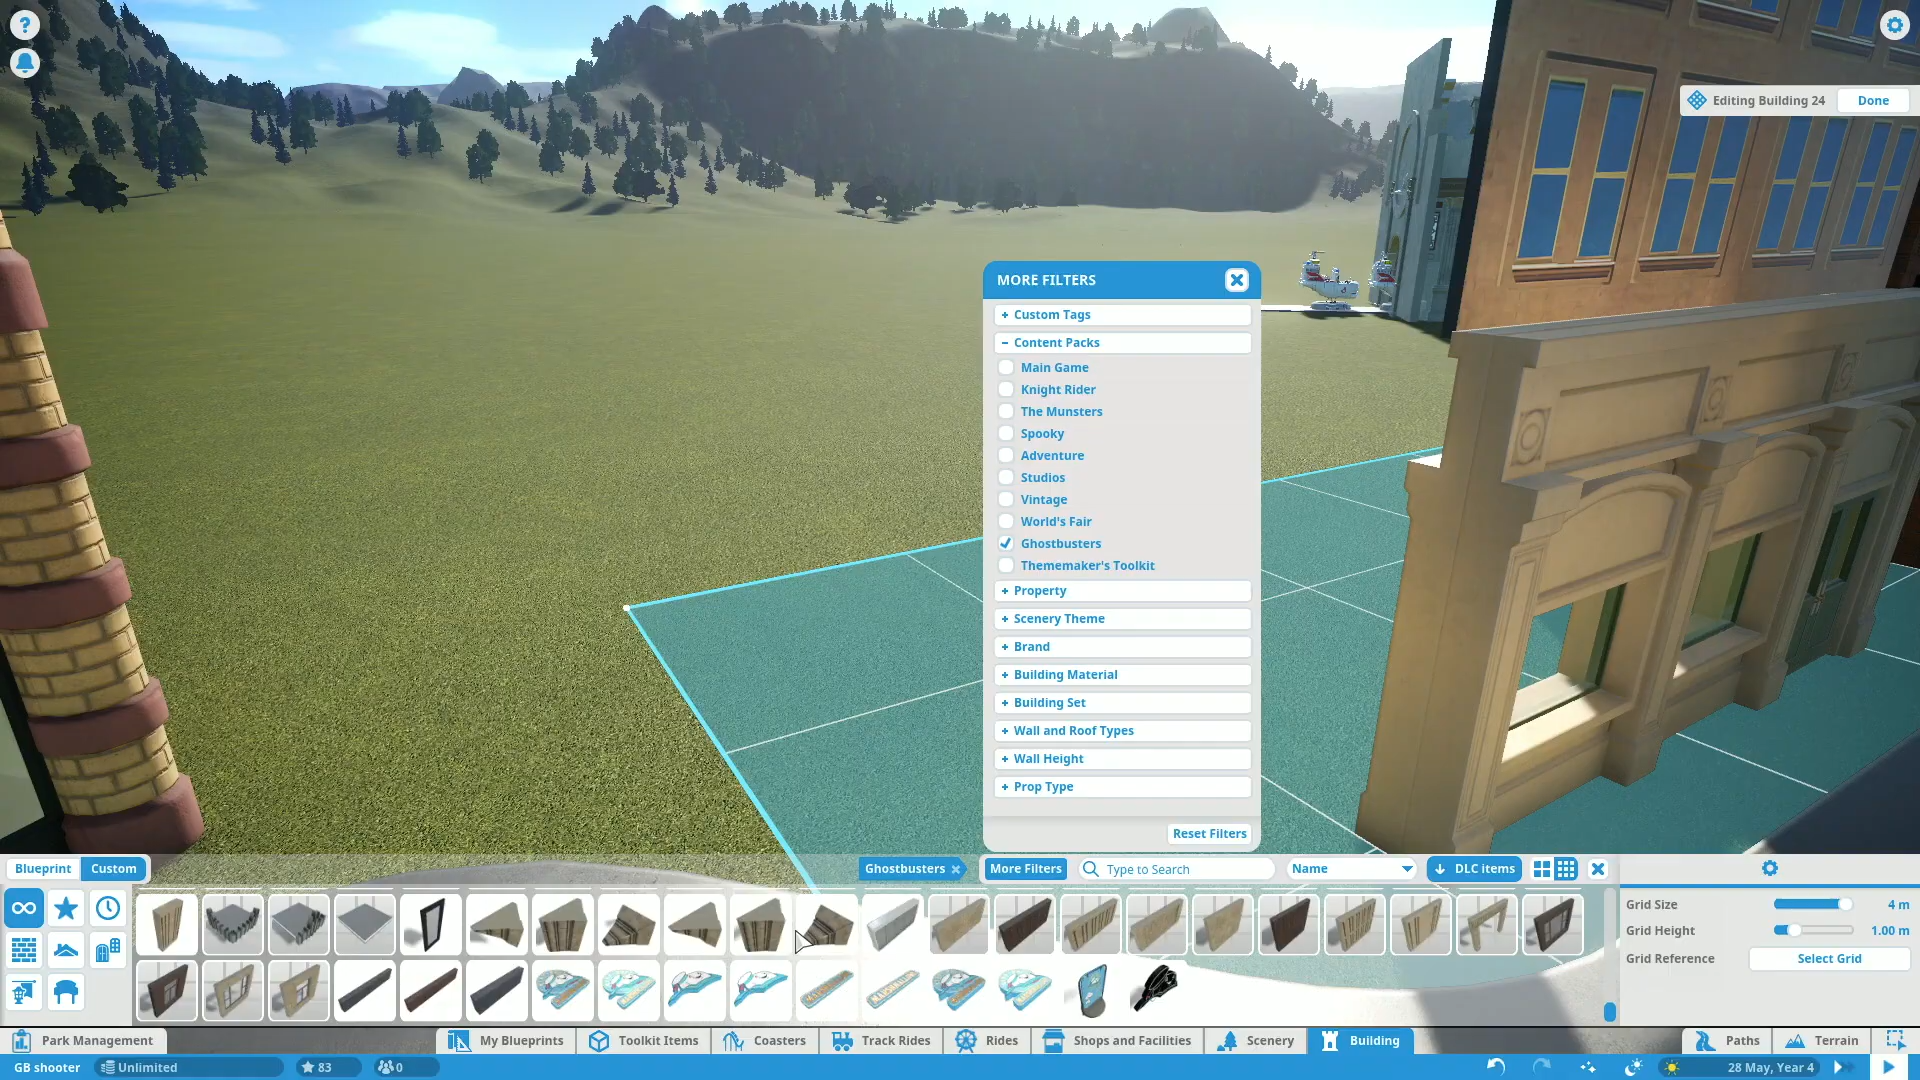 ?
Editing Building 24
Done
MORE FILTERS
+ Custom Tags
− Content Packs
Main Game
Knight Rider
The Munsters
Spooky
Adventure
Studios
Vintage
World's Fair
Ghostbusters
Thememaker's Toolkit
+ Property
+ Scenery Theme
+ Brand
+ Building Material
+ Building Set
+ Wall and Roof Types
+ Wall Height
+ Prop Type
Reset Filters
Blueprint
Custom
Ghostbusters ×
More Filters
Type to Search
Name
DLC items
Grid Size
4 m
Grid Height
1.00 m
Grid Reference
Select Grid
Park Management
My Blueprints
Toolkit Items
Coasters
Track Rides
Rides
Shops and Facilities
Scenery
Building
Paths
Terrain
GB shooter
Unlimited
83
0
28 May, Year 4